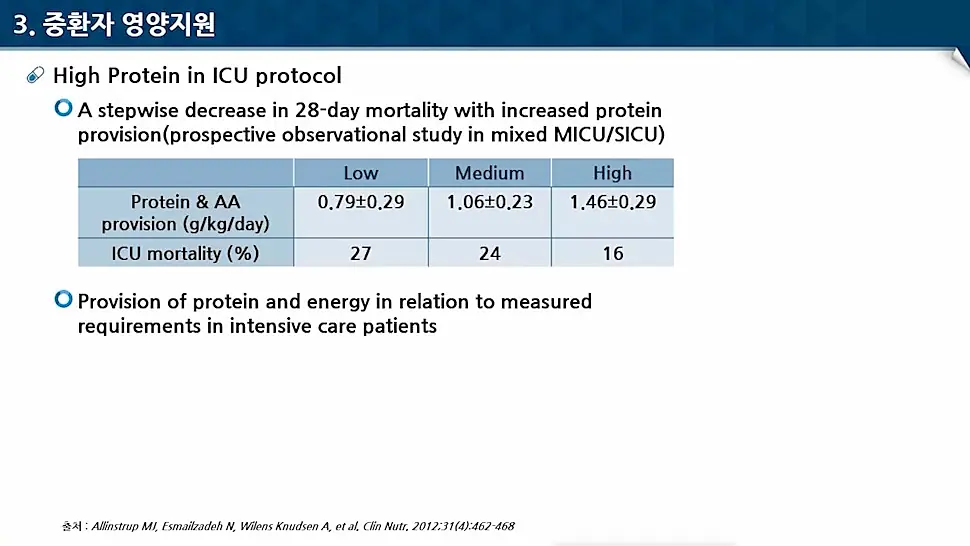 3. 중환자 영양지원
High Protein in ICU protocol
A stepwise decrease in 28-day mortality with increased protein
provision(prospective observational study in mixed MICU/SICU)
Low Medium High
Protein & AA
provision (g/kg/day) 0.79±0.29 1.06±0.23 1.46±0.29
ICU mortality (%) 27 24 16
Provision of protein and energy in relation to measured
requirements in intensive care patients
출처 : Allinstrup MJ, Esmailzadeh N, Wilens Knudsen A, et al. Clin Nutr. 2012;31(4):462-468